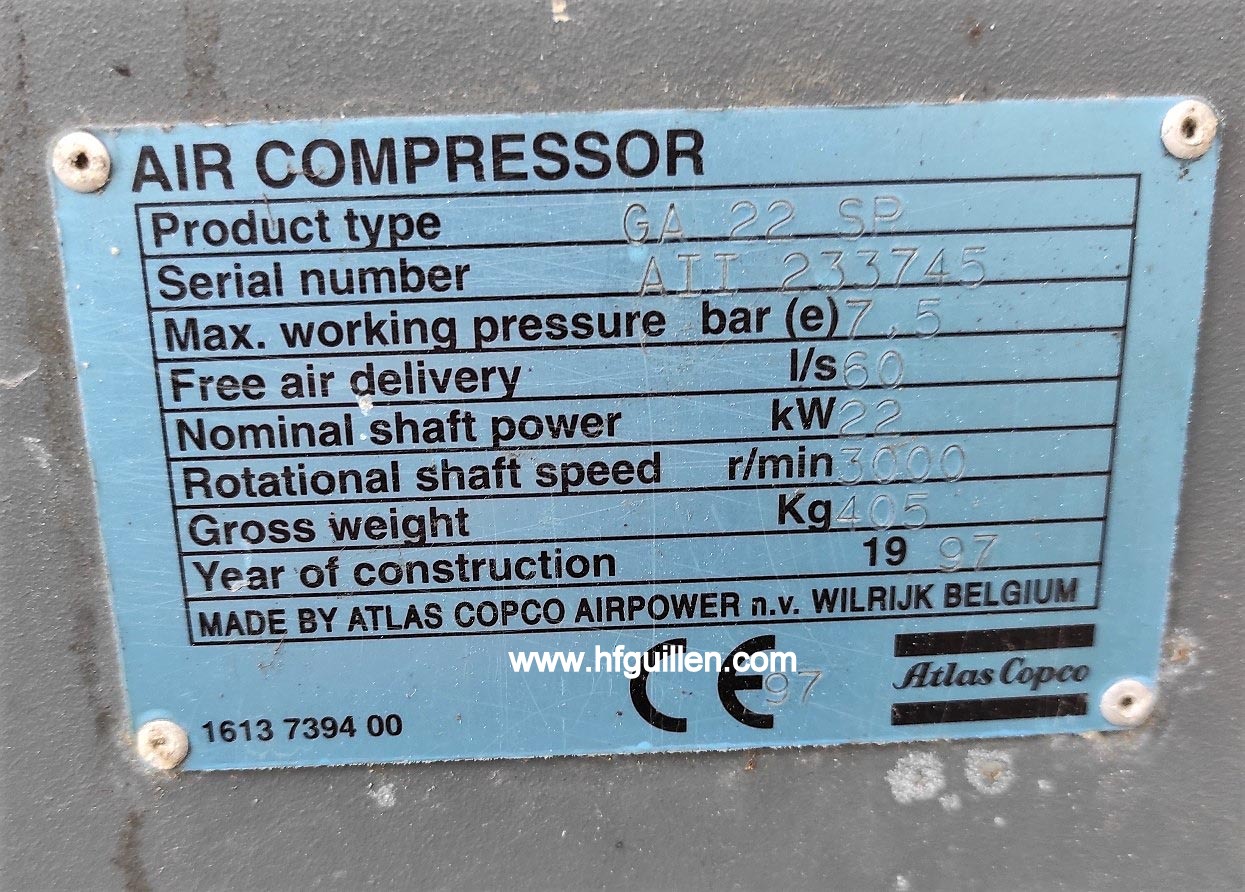 AIR COMPRESSOR
Product type GA 22 SP
Serial number AII 233745
Max. working pressure bar (e) 7,5
Free air delivery l/s 60
Nominal shaft power kW 22
Rotational shaft speed r/min 3000
Gross weight Kg 405
Year of construction 19 97
MADE BY ATLAS COPCO AIRPOWER n.v. WILRIJK BELGIUM
www.hfguillen.com
CE 97
Atlas Copco
1613 7394 00